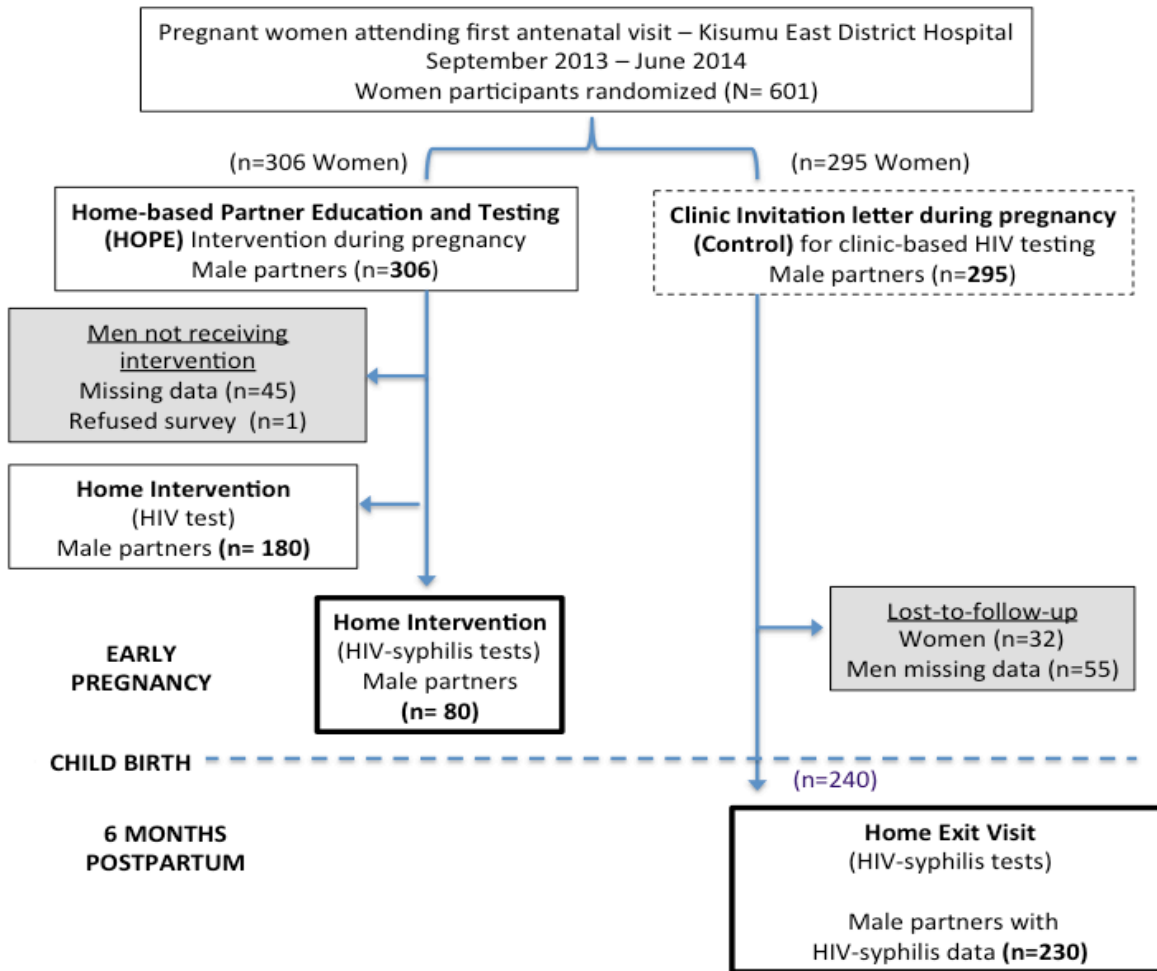 Pregnant women attending first antenatal visit – Kisumu East District Hospital
September 2013 – June 2014
Women participants randomized (N= 601)
(n=306 Women)
(n=295 Women)
Home-based Partner Education and Testing
(HOPE) Intervention during pregnancy
Male partners (n=306)
Clinic Invitation letter during pregnancy
(Control) for clinic-based HIV testing
Male partners (n=295)
Men not receiving
intervention
Missing data (n=45)
Refused survey (n=1)
Home Intervention
(HIV test)
Male partners (n= 180)
Home Intervention
(HIV-syphilis tests)
Male partners
(n= 80)
Lost-to-follow-up
Women (n=32)
Men missing data (n=55)
EARLY
PREGNANCY
CHILD BIRTH
(n=240)
6 MONTHS
POSTPARTUM
Home Exit Visit
(HIV-syphilis tests)
Male partners with
HIV-syphilis data (n=230)